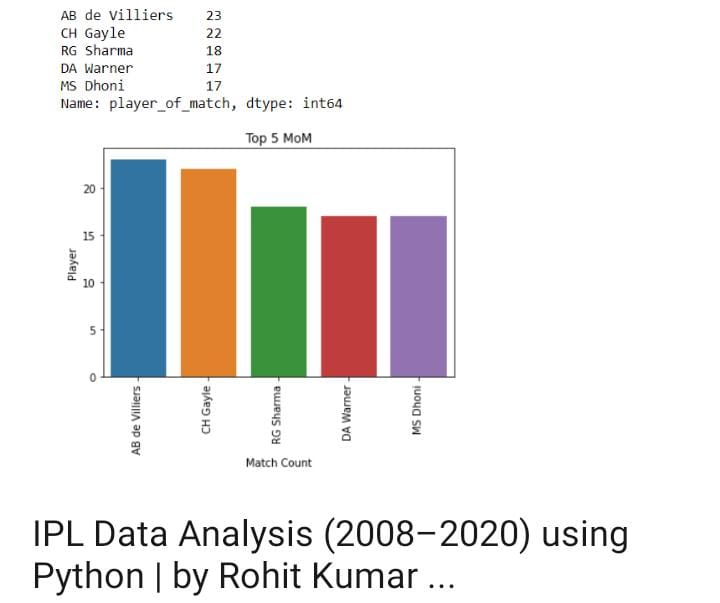 AB de Villiers 23
CH Gayle 22
RG Sharma 18
DA Warner 17
MS Dhoni 17
Name: player_of_match, dtype: int64
Top 5 MoM
Player
20
15
10
5
0
AB de Villiers
CH Gayle
RG Sharma
DA Warner
MS Dhoni
Match Count
IPL Data Analysis (2008–2020) using
Python | by Rohit Kumar ...